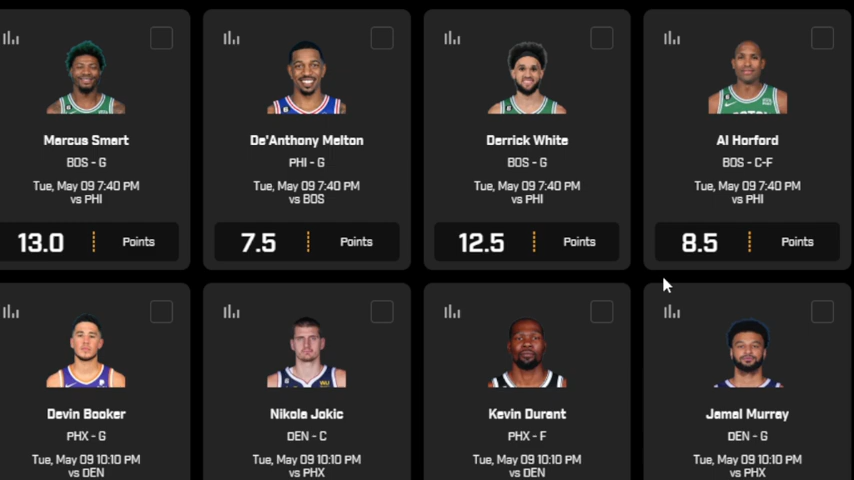 Marcus Smart
BOS - G
Tue, May 09 7:40 PM
vs PHI
13.0 Points
De'Anthony Melton
PHI - G
Tue, May 09 7:40 PM
vs BOS
7.5 Points
Derrick White
BOS - G
Tue, May 09 7:40 PM
vs PHI
12.5 Points
Al Horford
BOS - C-F
Tue, May 09 7:40 PM
vs PHI
8.5 Points
Devin Booker
PHX - G
Tue, May 09 10:10 PM
vs DEN
Nikola Jokic
DEN - C
Tue, May 09 10:10 PM
vs PHX
Kevin Durant
PHX - F
Tue, May 09 10:10 PM
vs DEN
Jamal Murray
DEN - G
Tue, May 09 10:10 PM
vs PHX